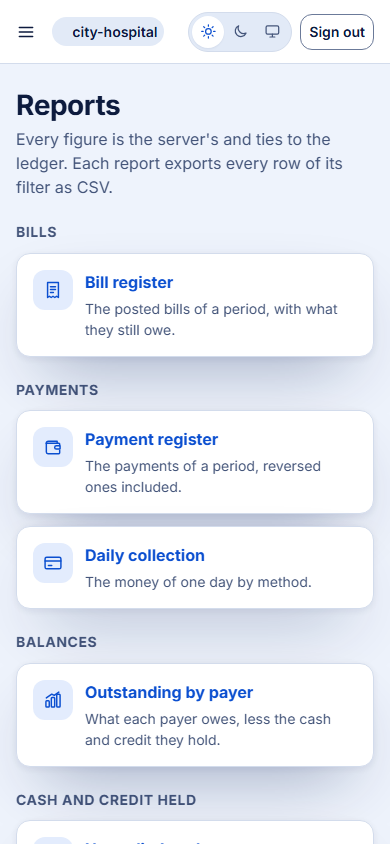 city-hospital
Sign out
Reports
Every figure is the server's and ties to the
ledger. Each report exports every row of its
filter as CSV.
BILLS
Bill register
The posted bills of a period, with what
they still owe.
PAYMENTS
Payment register
The payments of a period, reversed
ones included.
Daily collection
The money of one day by method.
BALANCES
Outstanding by payer
What each payer owes, less the cash
and credit they hold.
CASH AND CREDIT HELD